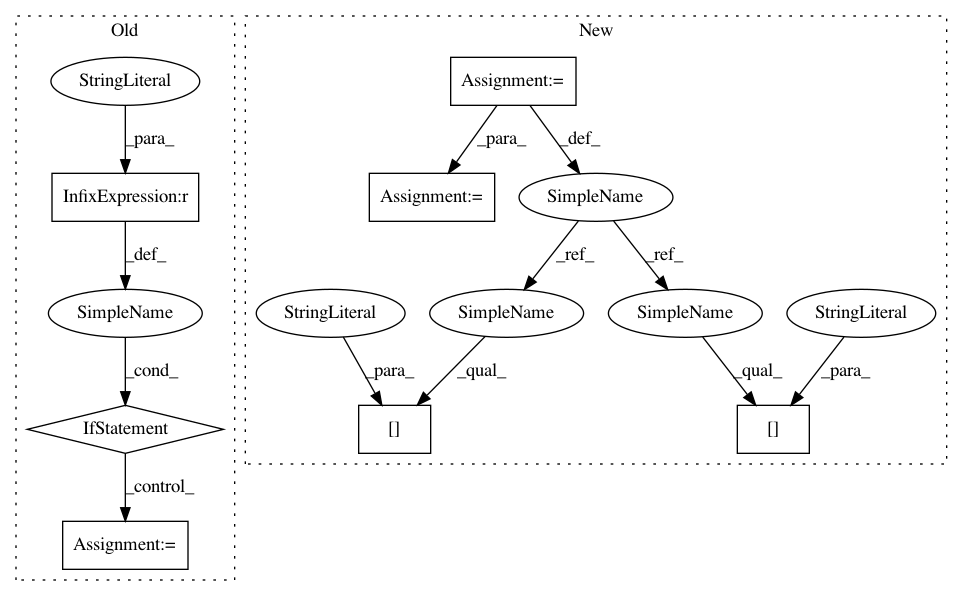 Old
New
StringLiteral
Assignment:=
_para_
_para_
_def_
InfixExpression:r
Assignment:=
SimpleName
_def_
_ref_
_ref_
SimpleName
StringLiteral
SimpleName
SimpleName
StringLiteral
_cond_
_para_
_qual_
_qual_
_para_
IfStatement
[]
[]
_control_
Assignment:=